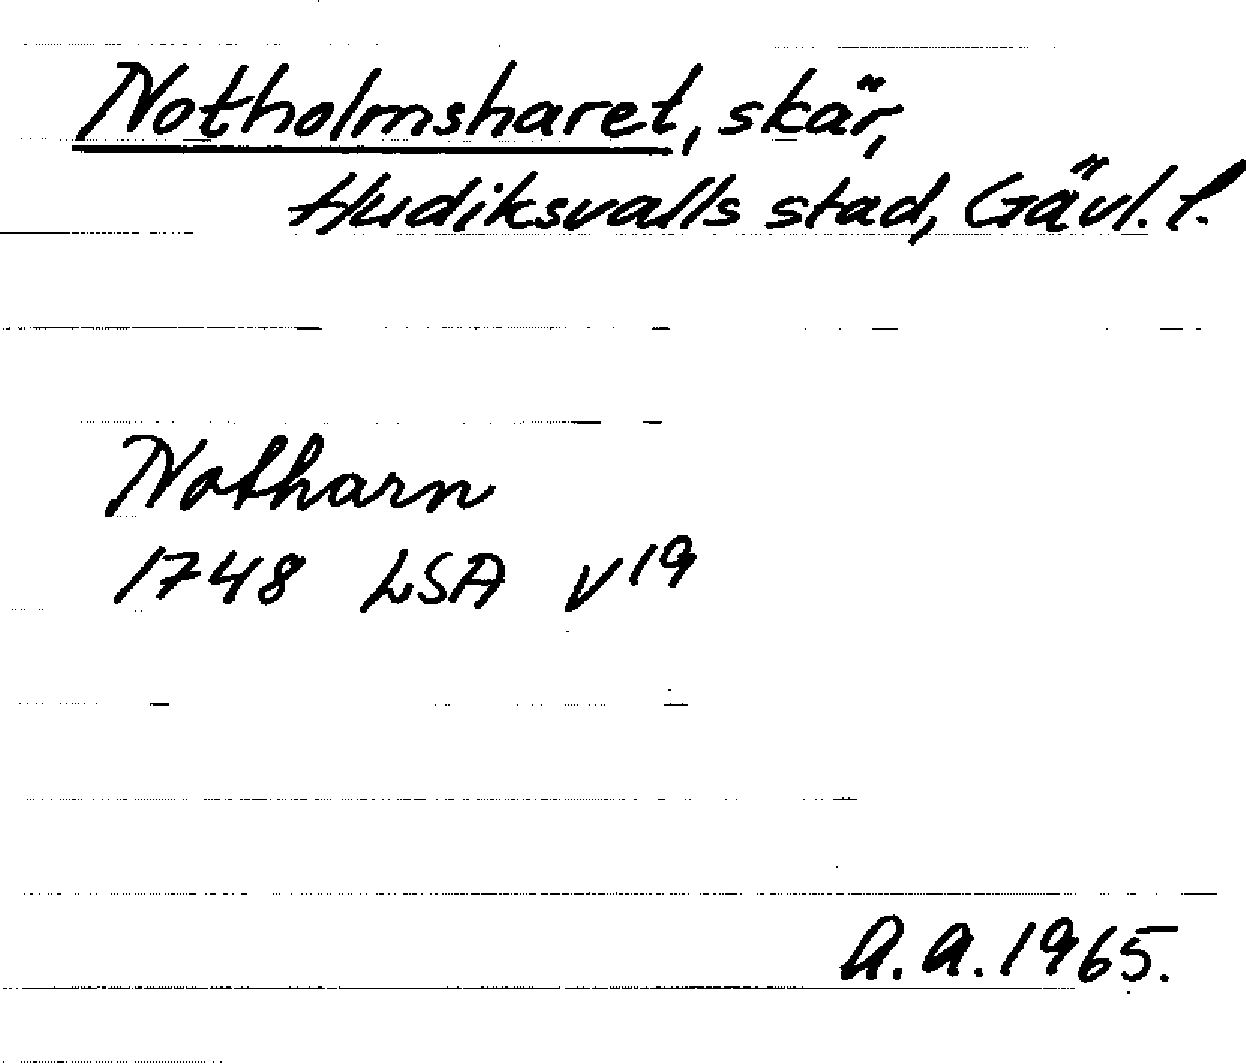 Notholmsharet, skär,
Hudiksvalls stad, Gävl. l.
Notharn
1748 LSA V19
A.A. 1965.